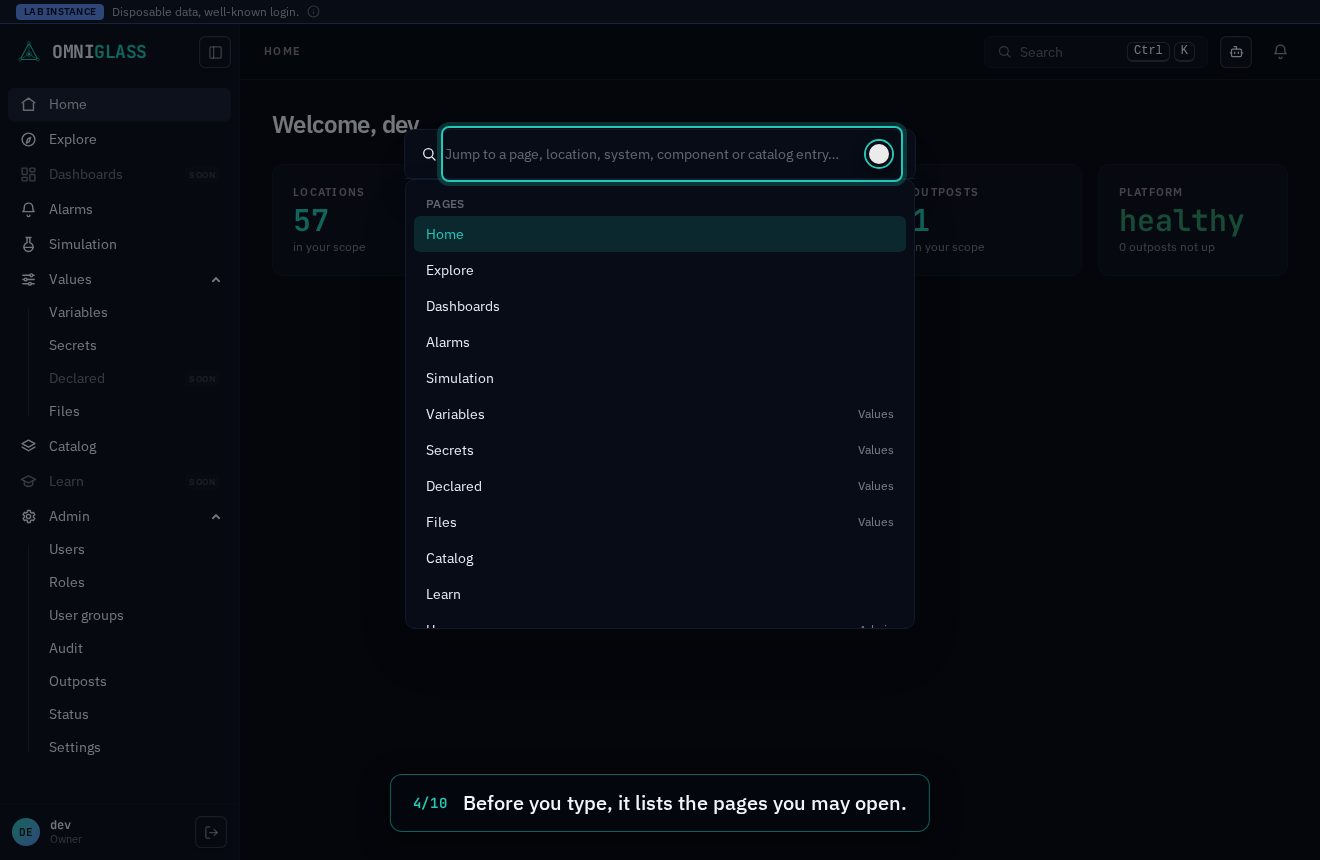 LAB INSTANCE Disposable data, well-known login.
OMNIGLASS
HOME
Search Ctrl K
Home
Explore
Dashboards SOON
Alarms
Simulation
Values
Variables
Secrets
Declared SOON
Files
Catalog
Learn SOON
Admin
Users
Roles
User groups
Audit
Outposts
Status
Settings
DE dev
Owner
Welcome, dev
LOCATIONS
57
in your scope
OUTPOSTS
1
n your scope
PLATFORM
healthy
0 outposts not up
Jump to a page, location, system, component or catalog entry...
PAGES
Home
Explore
Dashboards
Alarms
Simulation
Variables Values
Secrets Values
Declared Values
Files Values
Catalog
Learn
4/10 Before you type, it lists the pages you may open.